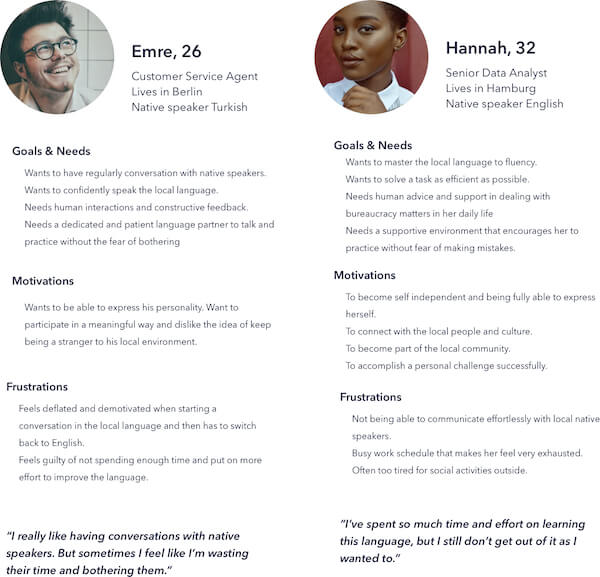 Emre, 26
Customer Service Agent
Lives in Berlin
Native speaker Turkish
Goals & Needs
Wants to have regularly conversation with native speakers.
Wants to confidently speak the local language.
Needs human interactions and constructive feedback.
Needs a dedicated and patient language partner to talk and
practice without the fear of bothering
Motivations
Wants to be able to express his personality. Want to
participate in a meaningful way and dislike the idea of keep
being a stranger to his local environment.
Frustrations
Feels deflated and demotivated when starting a
conversation in the local language and then has to switch
back to English.
Feels guilty of not spending enough time and put on more
effort to improve the language.
“I really like having conversations with native
speakers. But sometimes I feel like I’m wasting
their time and bothering them.“
Hannah, 32
Senior Data Analyst
Lives in Hamburg
Native speaker English
Goals & Needs
Wants to master the local language to fluency.
Wants to solve a task as efficient as possible.
Needs human advice and support in dealing with
bureaucracy matters in her daily life
Needs a supportive environment that encourages her to
practice without fear of making mistakes.
Motivations
To become self independent and being fully able to express
herself.
To connect with the local people and culture.
To become part of the local community.
To accomplish a personal challenge successfully.
Frustrations
Not being able to communicate effortlessly with local native
speakers.
Busy work schedule that makes her feel very exhausted.
Often too tired for social activities outside.
“I’ve spent so much time and effort on learning
this language, but I still don’t get out of it as I
wanted to.”